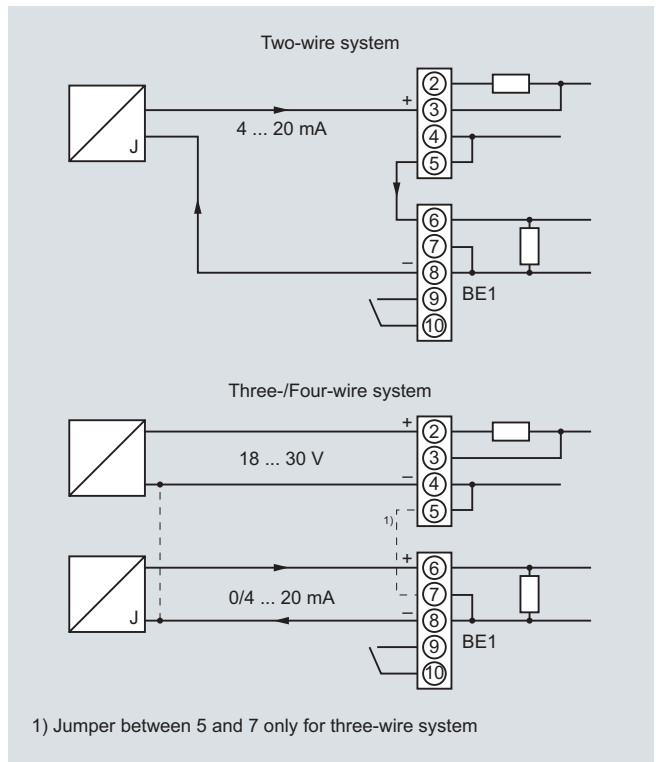 Two-wire system
J
+
4 ... 20 mA
2
3
4
5
6
7
–
8
9
BE1
10
Three-/Four-wire system
+
2
18 ... 30 V
3
–
4
1)
5
+
6
0/4 ... 20 mA
7
J
–
8
9
BE1
10
1) Jumper between 5 and 7 only for three-wire system